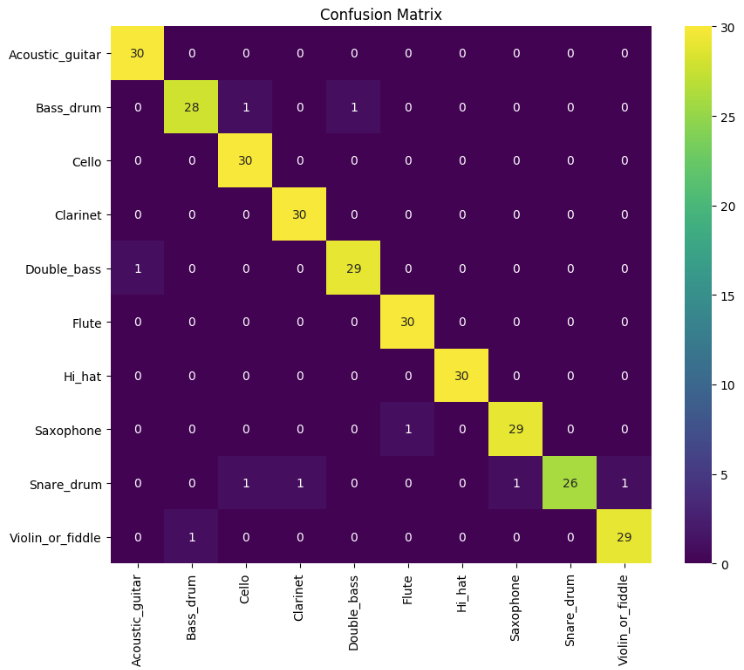 Confusion Matrix
Acoustic_guitar 30 0 0 0 0 0 0 0 0 0
Bass_drum 0 28 1 0 1 0 0 0 0 0
Cello 0 0 30 0 0 0 0 0 0 0
Clarinet 0 0 0 30 0 0 0 0 0 0
Double_bass 1 0 0 0 29 0 0 0 0 0
Flute 0 0 0 0 0 30 0 0 0 0
Hi_hat 0 0 0 0 0 0 30 0 0 0
Saxophone 0 0 0 0 0 1 0 29 0 0
Snare_drum 0 0 1 1 0 0 0 1 26 1
Violin_or_fiddle 0 1 0 0 0 0 0 0 0 29
Acoustic_guitar
Bass_drum
Cello
Clarinet
Double_bass
Flute
Hi_hat
Saxophone
Snare_drum
Violin_or_fiddle
30
25
20
15
10
5
0